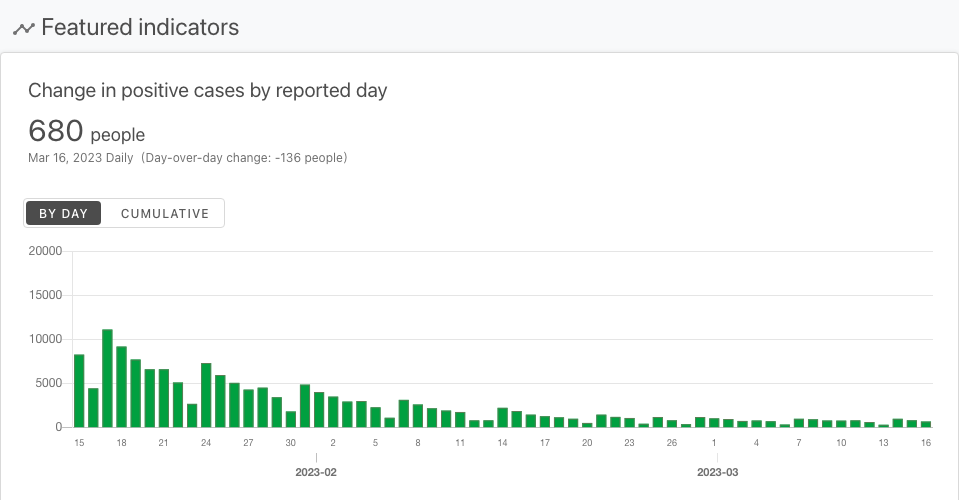 Featured indicators
Change in positive cases by reported day
680 people
Mar 16, 2023 Daily (Day-over-day change: -136 people)
BY DAY CUMULATIVE
20000
15000
10000
5000
0
15 18 21 24 27 30 2 5 8 11 14 17 20 23 26 1 4 7 10 13 16
2023-02 2023-03